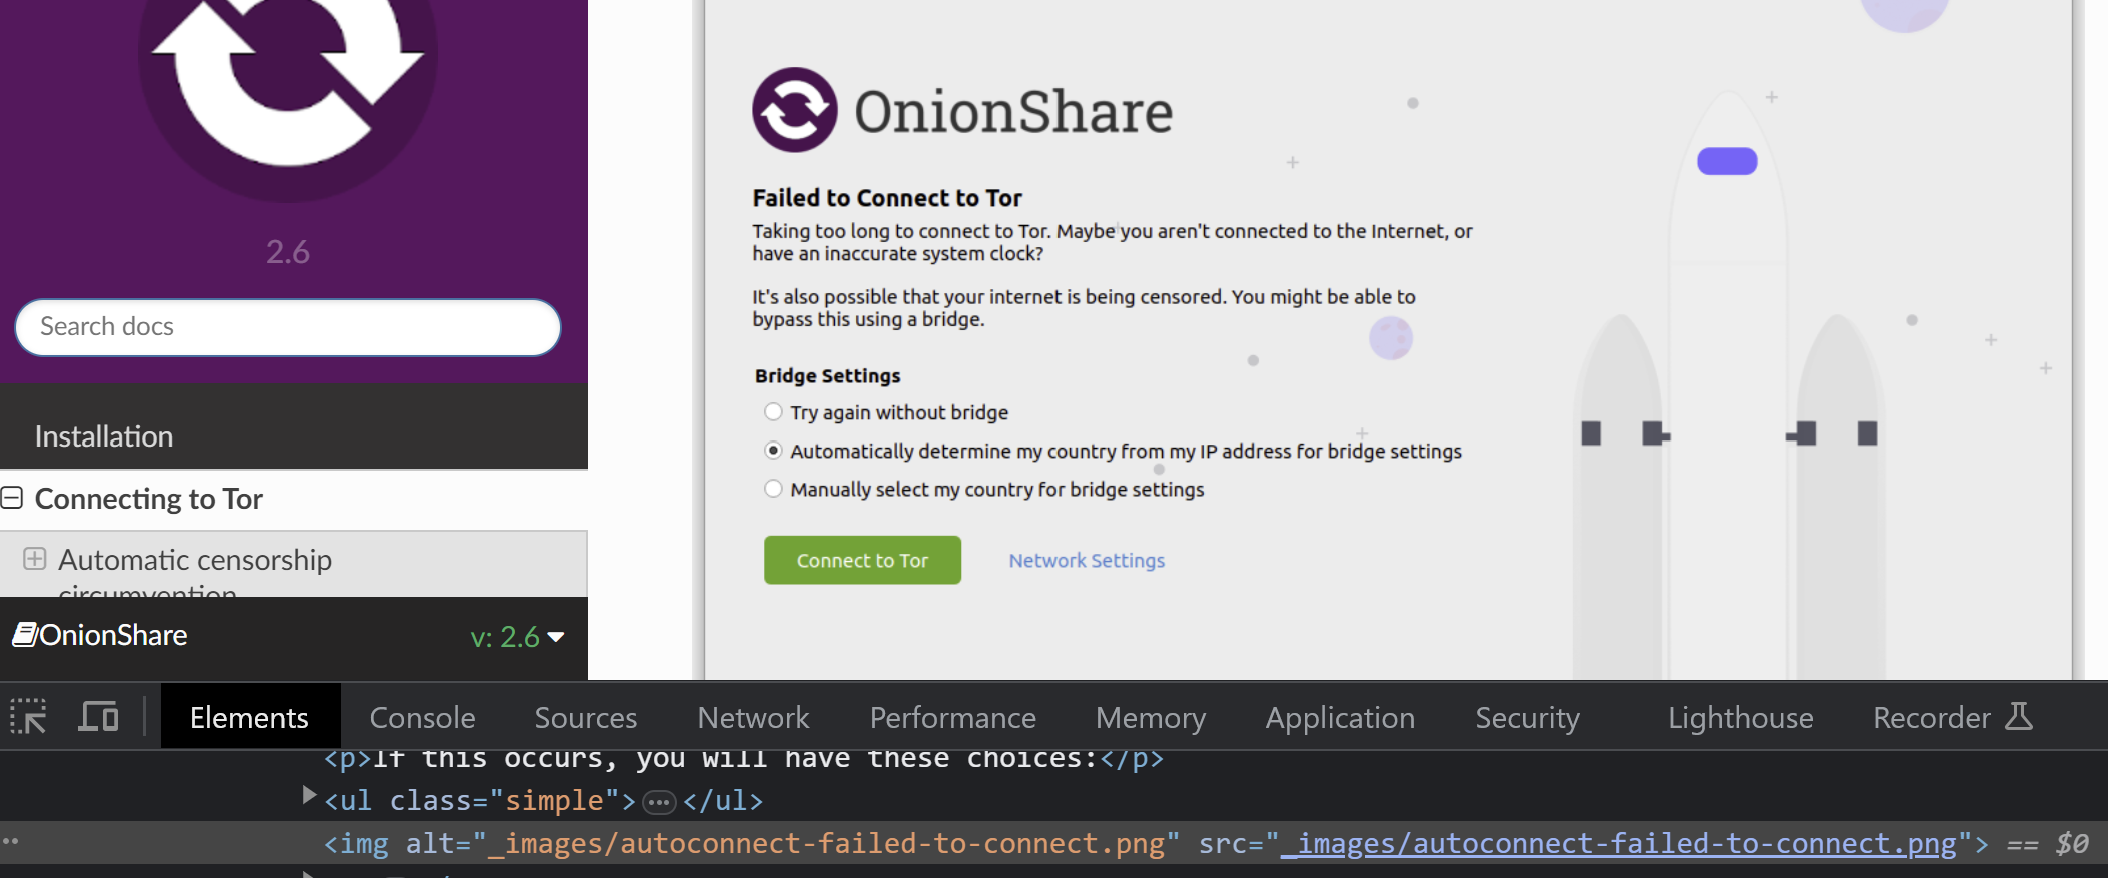 2.6
Search docs
Installation
Connecting to Tor
Automatic censorship
circumvention
OnionShare
v: 2.6
OnionShare
Failed to Connect to Tor
Taking too long to connect to Tor. Maybe you aren't connected to the Internet, or
have an inaccurate system clock?
It's also possible that your internet is being censored. You might be able to
bypass this using a bridge.
Bridge Settings
Try again without bridge
Automatically determine my country from my IP address for bridge settings
Manually select my country for bridge settings
Connect to Tor Network Settings
Elements Console Sources Network Performance Memory Application Security Lighthouse Recorder
<p>If this occurs, you will have these choices:</p>
<ul class="simple">…</ul>
<img alt="_images/autoconnect-failed-to-connect.png" src="_images/autoconnect-failed-to-connect.png"> == $0